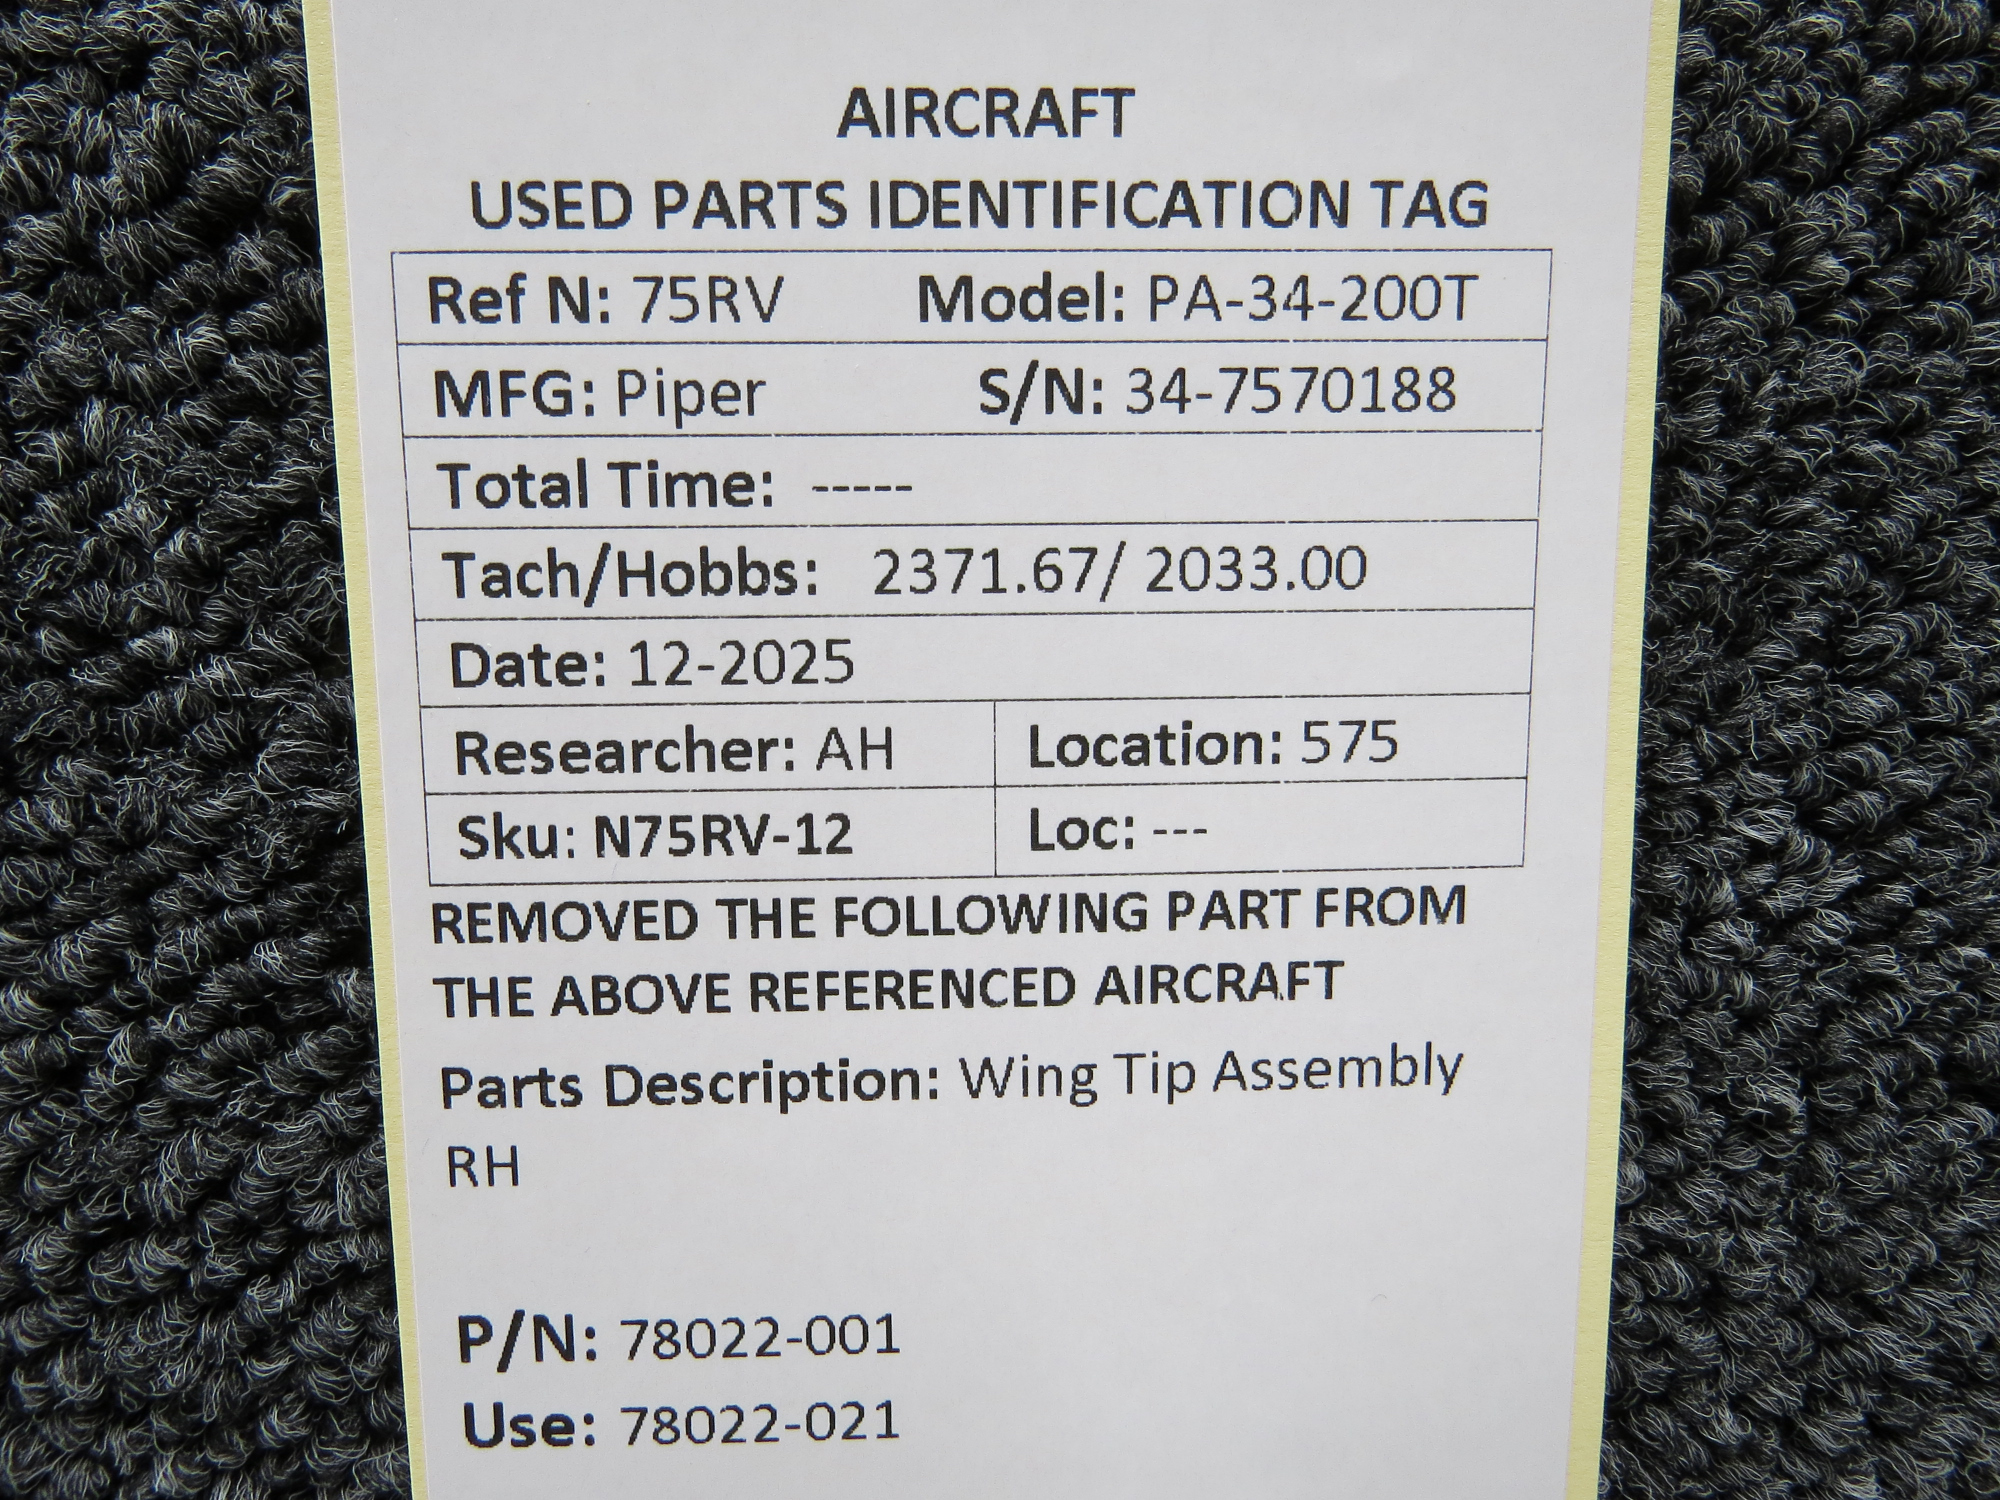 AIRCRAFT
USED PARTS IDENTIFICATION TAG
Ref N: 75RV Model: PA-34-200T
MFG: Piper S/N: 34-7570188
Total Time: -----
Tach/Hobbs: 2371.67/ 2033.00
Date: 12-2025
Researcher: AH Location: 575
Sku: N75RV-12 Loc: ---
REMOVED THE FOLLOWING PART FROM
THE ABOVE REFERENCED AIRCRAFT
Parts Description: Wing Tip Assembly
RH
P/N: 78022-001
Use: 78022-021